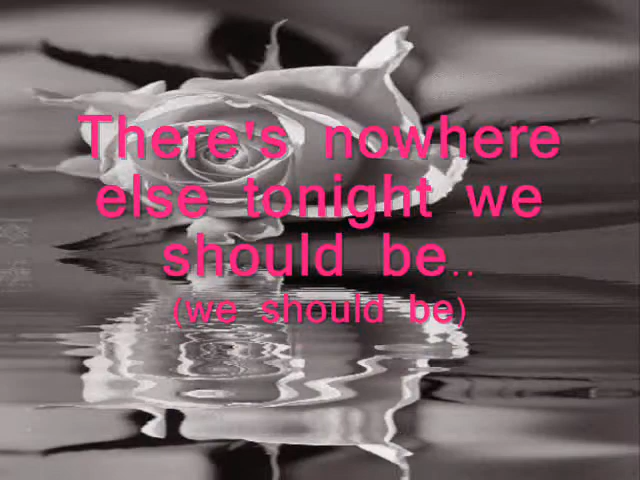 There's nowhere
else tonight we
should be..
(we should be)